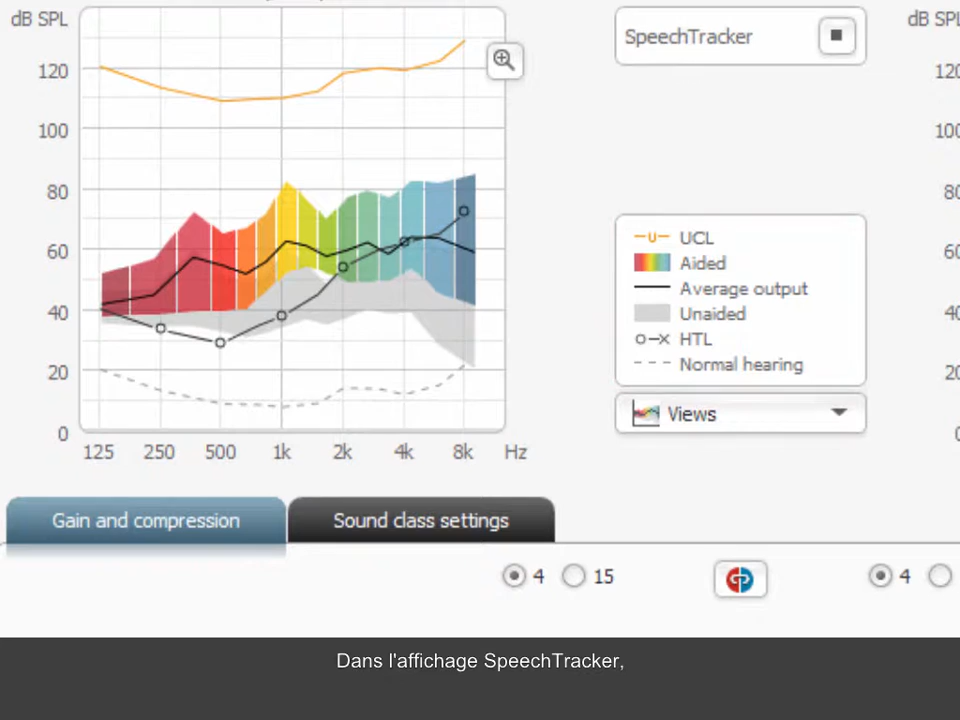 dB SPL
120
100
80
60
40
20
0
125 250 500 1k 2k 4k 8k Hz
SpeechTracker
UCL
Aided
Average output
Unaided
HTL
Normal hearing
Views
dB SPL
120
100
Gain and compression
Sound class settings
4 15
4
Dans l'affichage SpeechTracker,